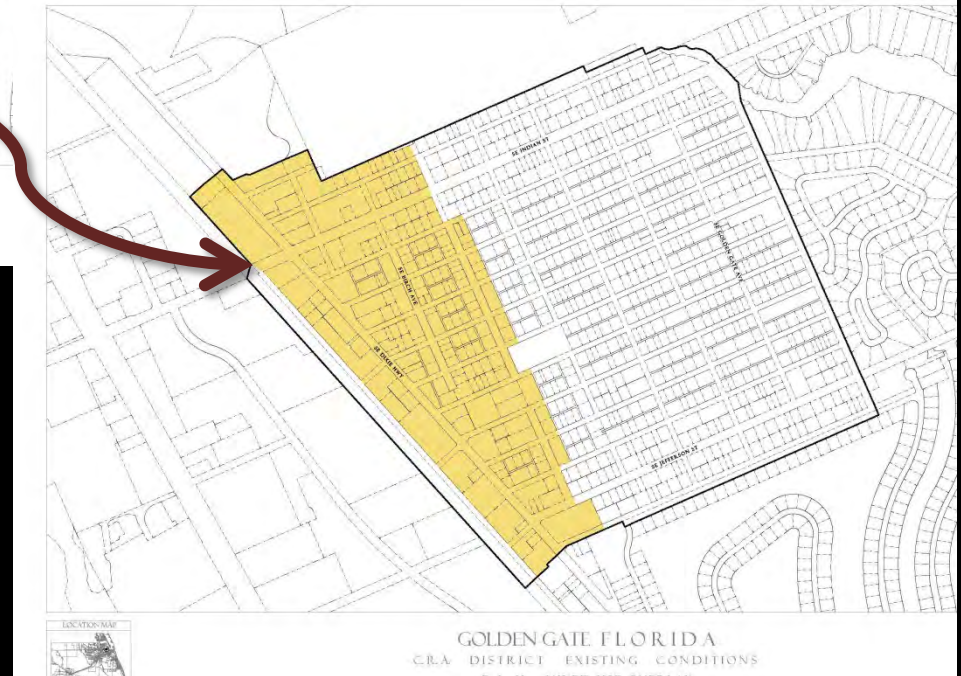 SE INDIAN ST
SE GOLDEN GATE AVE
SE BIRCH AVE
SE DIXIE HWY
SE JEFFERSON ST
LOCATION MAP
GOLDEN GATE FLORIDA
C.R.A. DISTRICT EXISTING CONDITIONS